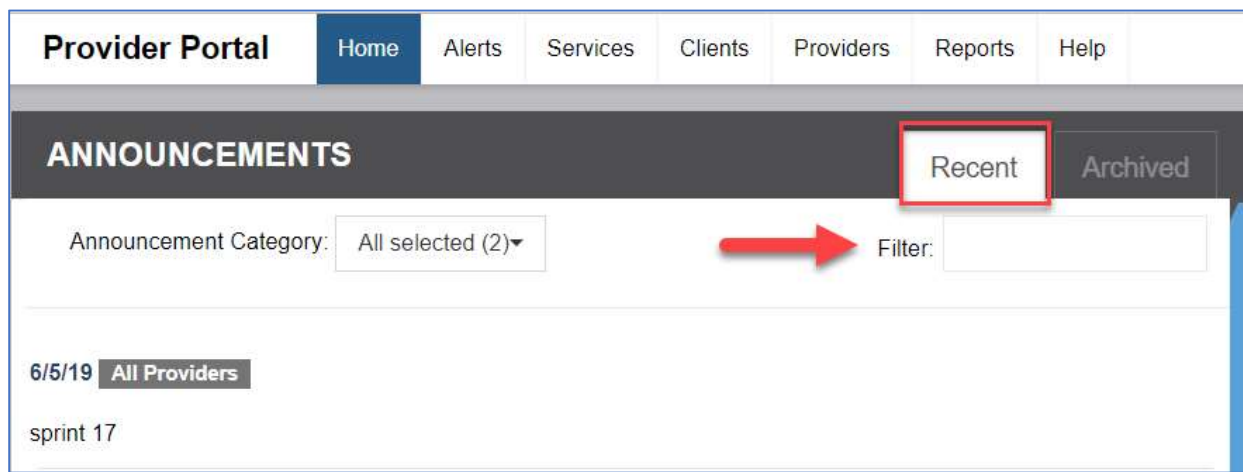 Provider Portal Home Alerts Services Clients Providers Reports Help
ANNOUNCEMENTS Recent Archived
Announcement Category: All selected (2) Filter:
6/5/19 All Providers
sprint 17